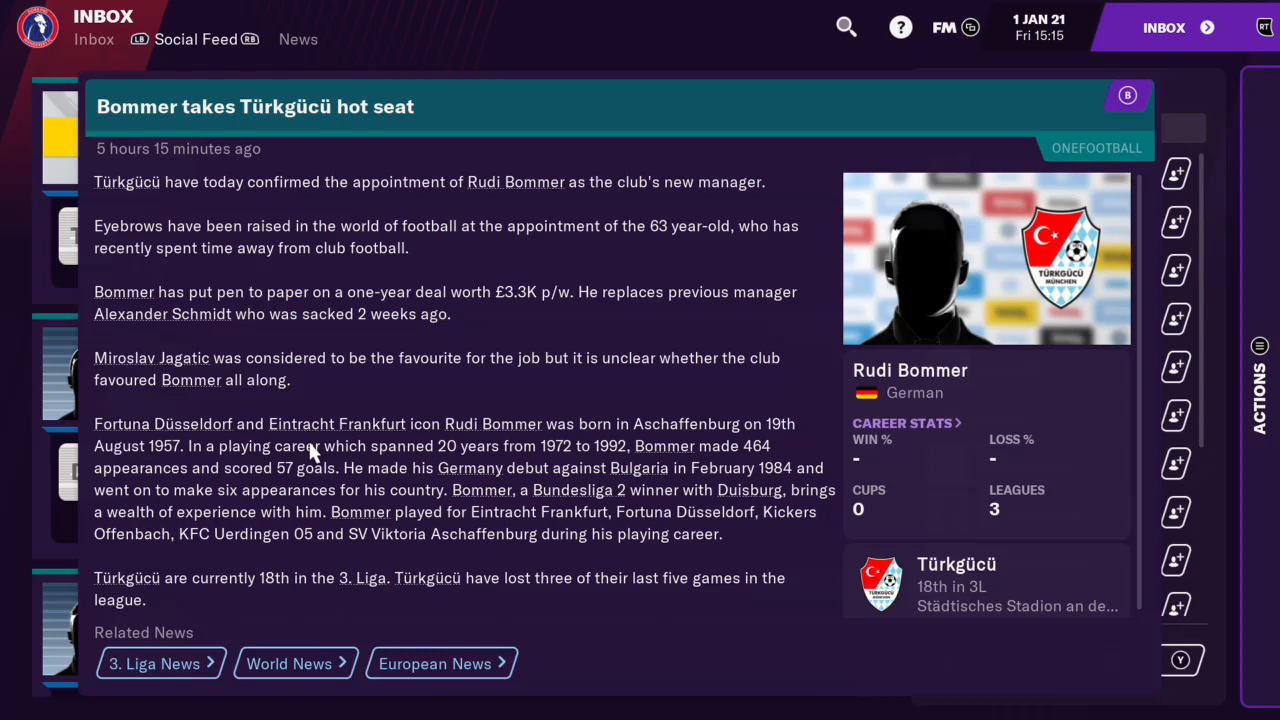 INBOX
Inbox LB Social Feed RB News
FM
1 JAN 21
Fri 15:15
INBOX
RT
Bommer takes Türkgücü hot seat
B
5 hours 15 minutes ago
ONEFOOTBALL
Türkgücü have today confirmed the appointment of Rudi Bommer as the club's new manager.
Eyebrows have been raised in the world of football at the appointment of the 63 year-old, who has
recently spent time away from club football.
Bommer has put pen to paper on a two-year deal worth £3.3K p/w. He replaces previous manager
Alexander Schmidt who was sacked 2 weeks ago.
Miroslav Jagatic was considered to be the favourite for the job but it is unclear whether the club
favoured Bommer all along.
Fortuna Düsseldorf and Eintracht Frankfurt icon Rudi Bommer was born in Aschaffenburg on 19th
August 1957. In a playing career which spanned 20 years from 1972 to 1992, Bommer made 464
appearances and scored 57 goals. He made his Germany debut against Bulgaria in February 1984 and
went on to make six appearances for his country. Bommer, a Bundesliga 2 winner with Duisburg, brings
a wealth of experience with him. Bommer played for Eintracht Frankfurt, Fortuna Düsseldorf, Kickers
Offenbach, KFC Uerdingen 05 and SV Viktoria Aschaffenburg during his playing career.
Türkgücü are currently 18th in the 3. Liga. Türkgücü have lost three of their last five games in the
league.
Related News
3. Liga News
World News
European News
TÜRKGÜCÜ
MÜNCHEN
Rudi Bommer
German
CAREER STATS
WIN %
LOSS %
-
-
CUPS
LEAGUES
0
3
Türkgücü
18th in 3L
Städtisches Stadion an de...
Y
ACTIONS